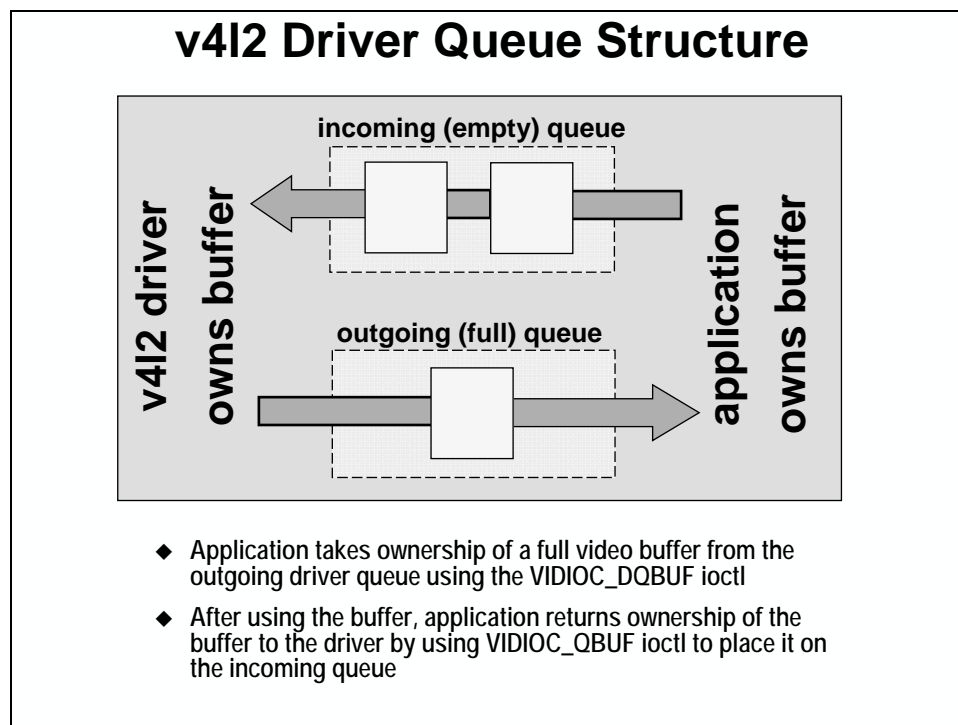 v4l2 Driver Queue Structure
incoming (empty) queue
v4l2 driver
owns buffer
application
owns buffer
outgoing (full) queue
◆ Application takes ownership of a full video buffer from the
outgoing driver queue using the VIDIOC_DQBUF ioctl
◆ After using the buffer, application returns ownership of the
buffer to the driver by using VIDIOC_QBUF ioctl to place it on
the incoming queue